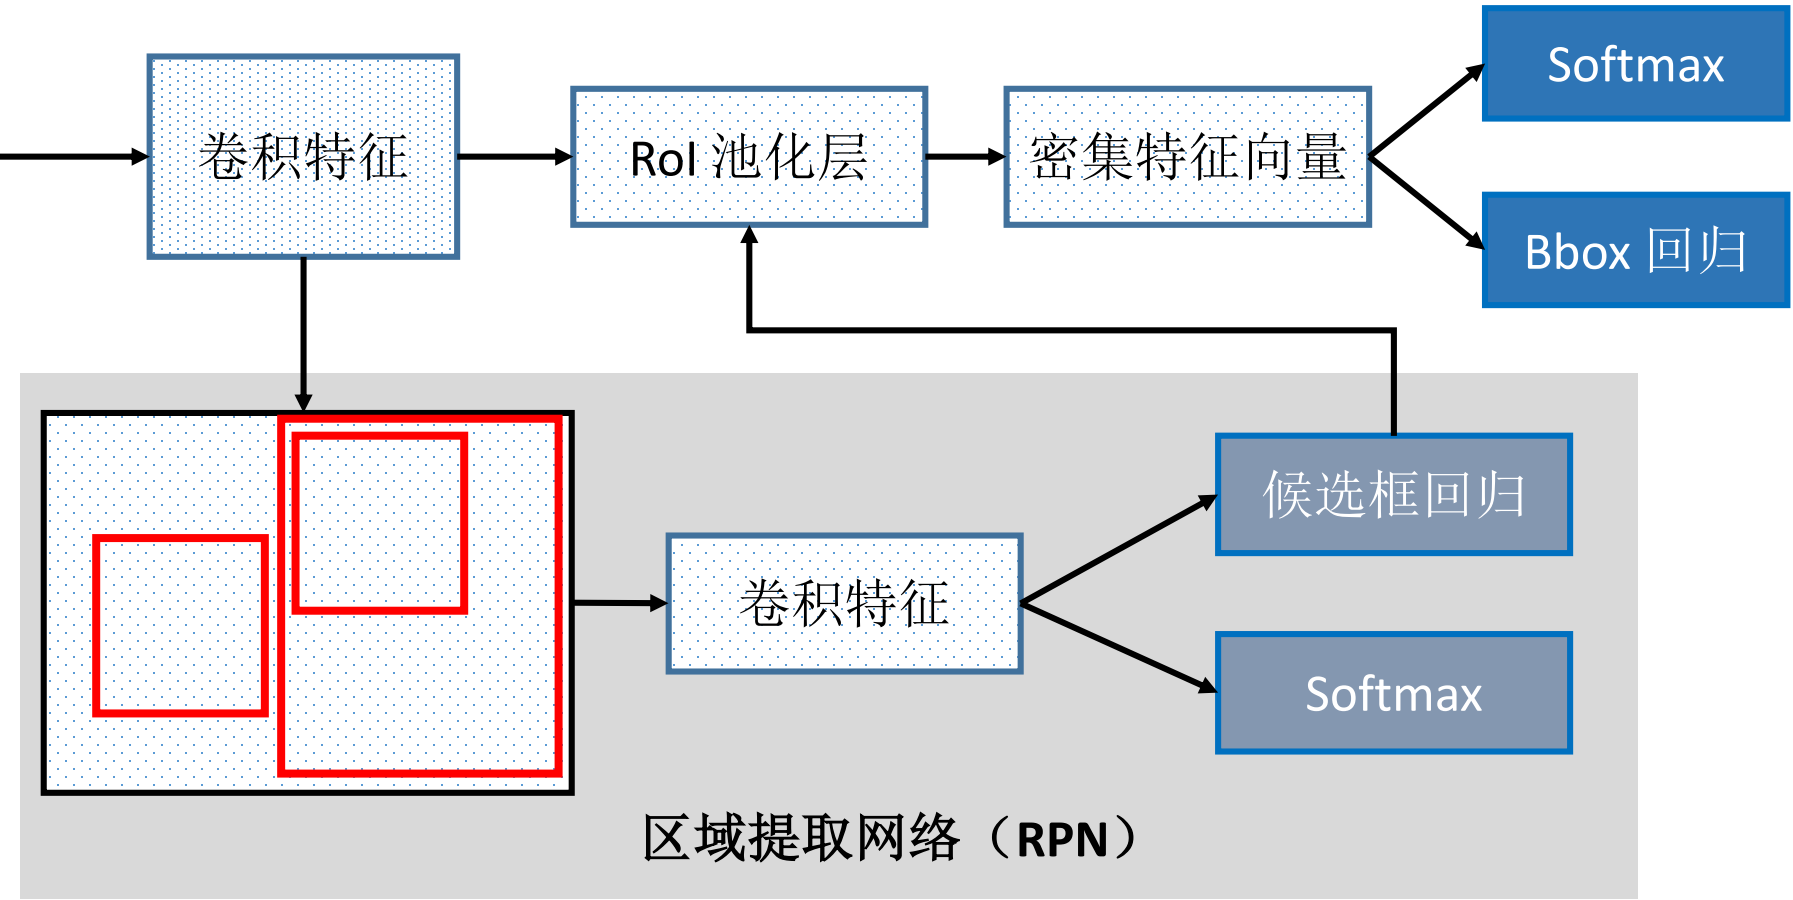 卷积特征
RoI 池化层
密集特征向量
Softmax
Bbox 回归
卷积特征
候选框回归
Softmax
区域提取网络（RPN）